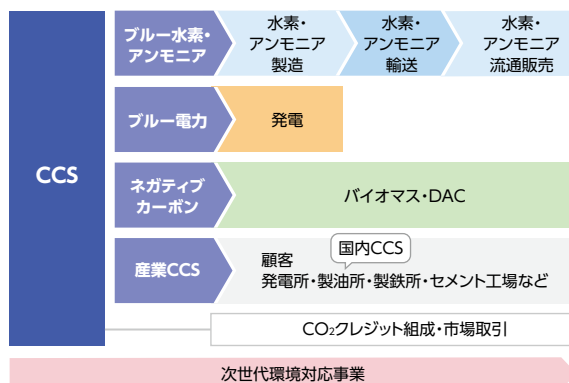 CCS
ブルー水素・
アンモニア
水素・
アンモニア
製造
水素・
アンモニア
輸送
水素・
アンモニア
流通販売
ブルー電力
発電
ネガティブ
カーボン
バイオマス・DAC
産業CCS
国内CCS
顧客
発電所・製油所・製鉄所・セメント工場など
CO₂クレジット組成・市場取引
次世代環境対応事業